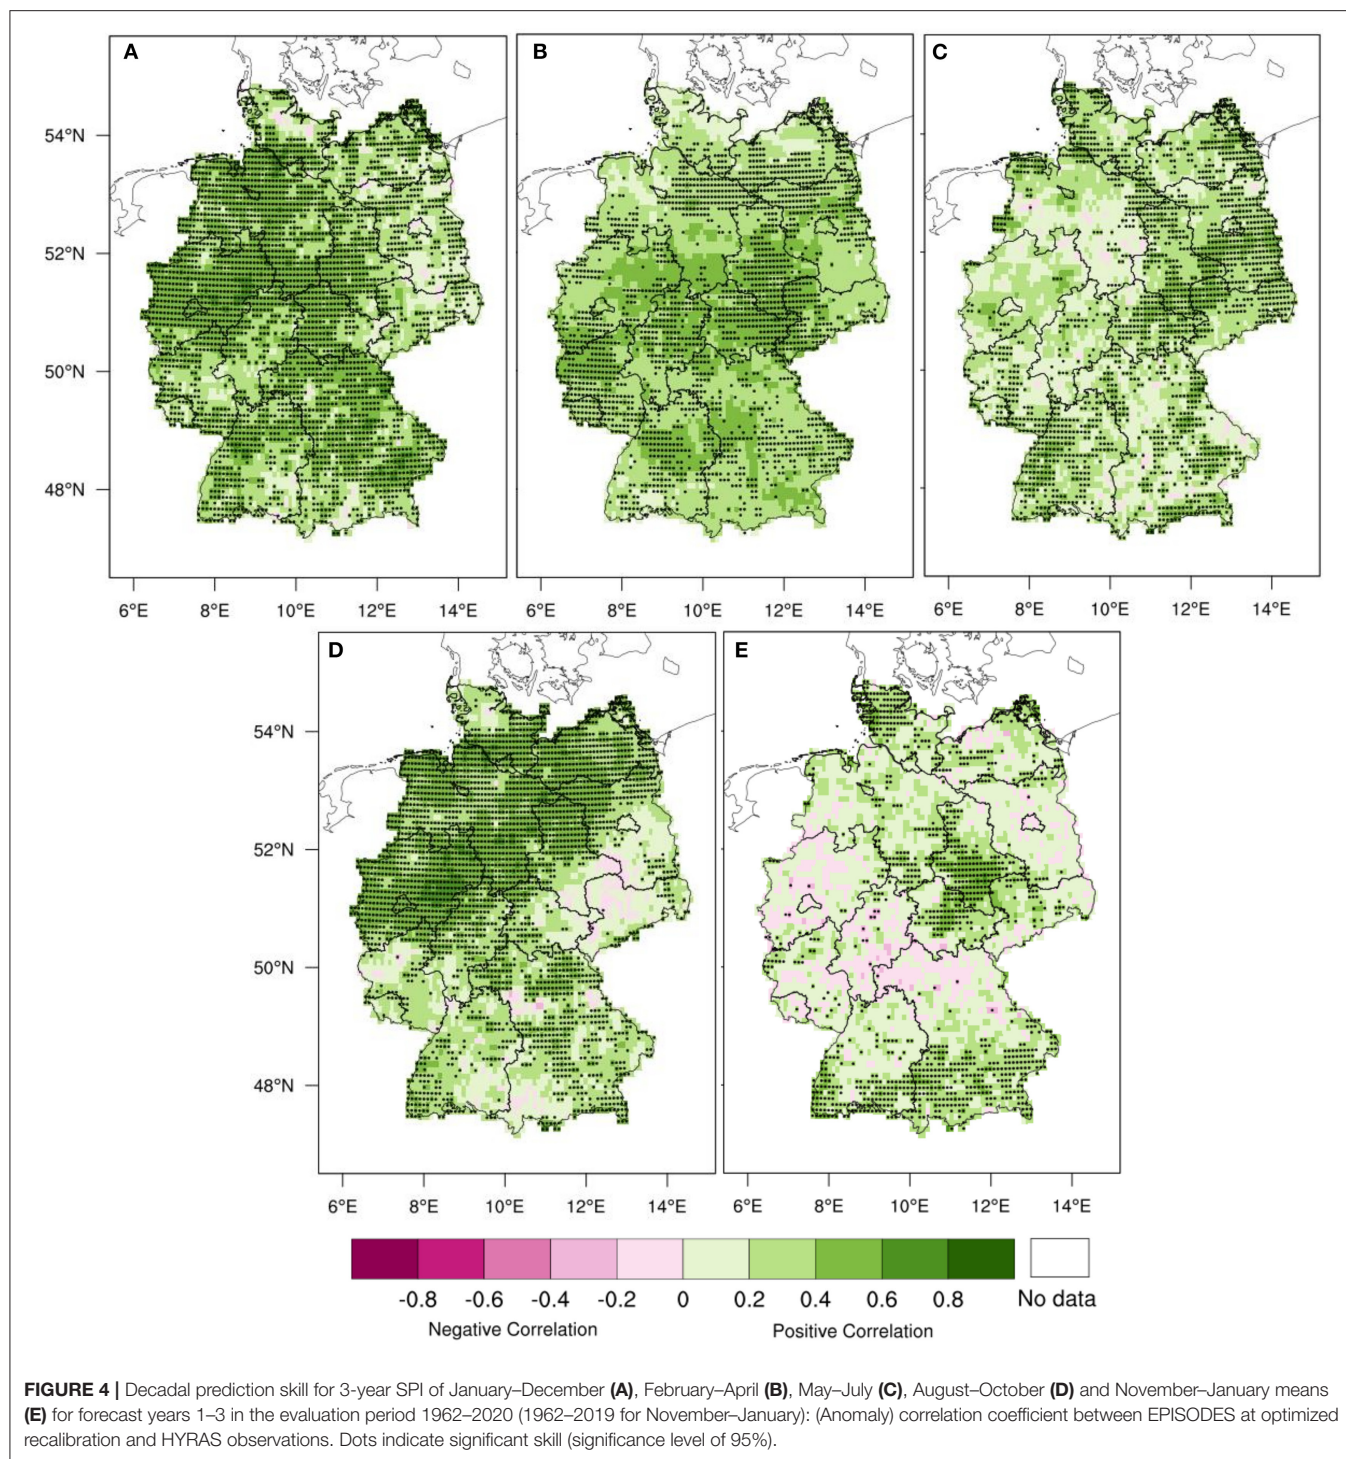 A
B
C
54°N
52°N
50°N
48°N
6°E 8°E 10°E 12°E 14°E
6°E 8°E 10°E 12°E 14°E
6°E 8°E 10°E 12°E 14°E
D
E
54°N
52°N
50°N
48°N
6°E 8°E 10°E 12°E 14°E
6°E 8°E 10°E 12°E 14°E
-0.8 -0.6 -0.4 -0.2 0 0.2 0.4 0.6 0.8 No data
Negative Correlation Positive Correlation
FIGURE 4 | Decadal prediction skill for 3-year SPI of January–December (A), February–April (B), May–July (C), August–October (D) and November–January means
(E) for forecast years 1–3 in the evaluation period 1962–2020 (1962–2019 for November–January): (Anomaly) correlation coefficient between EPISODES at optimized
recalibration and HYRAS observations. Dots indicate significant skill (significance level of 95%).